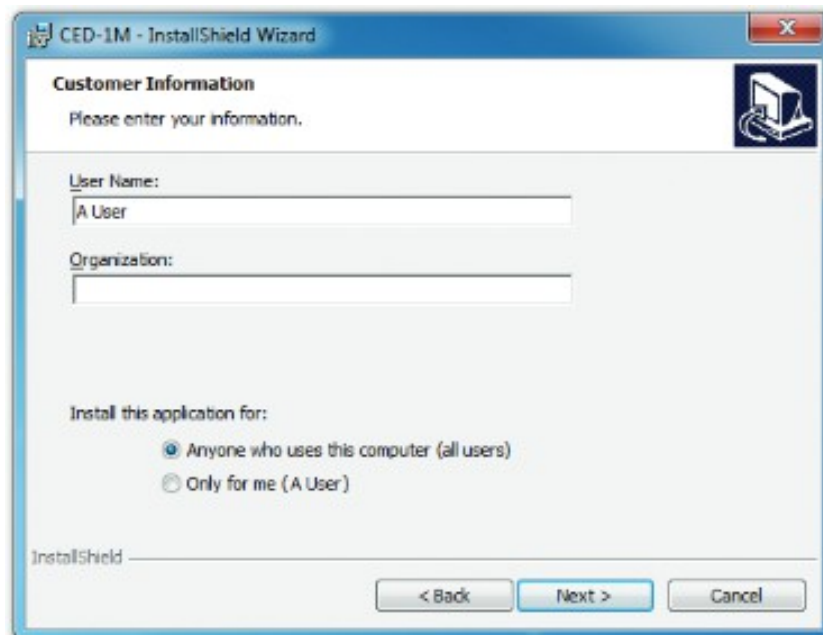 CED-1M - InstallShield Wizard
Customer Information
Please enter your information.
User Name:
A User
Organization:
Install this application for:
Anyone who uses this computer (all users)
Only for me (A User)
InstallShield
< Back Next > Cancel